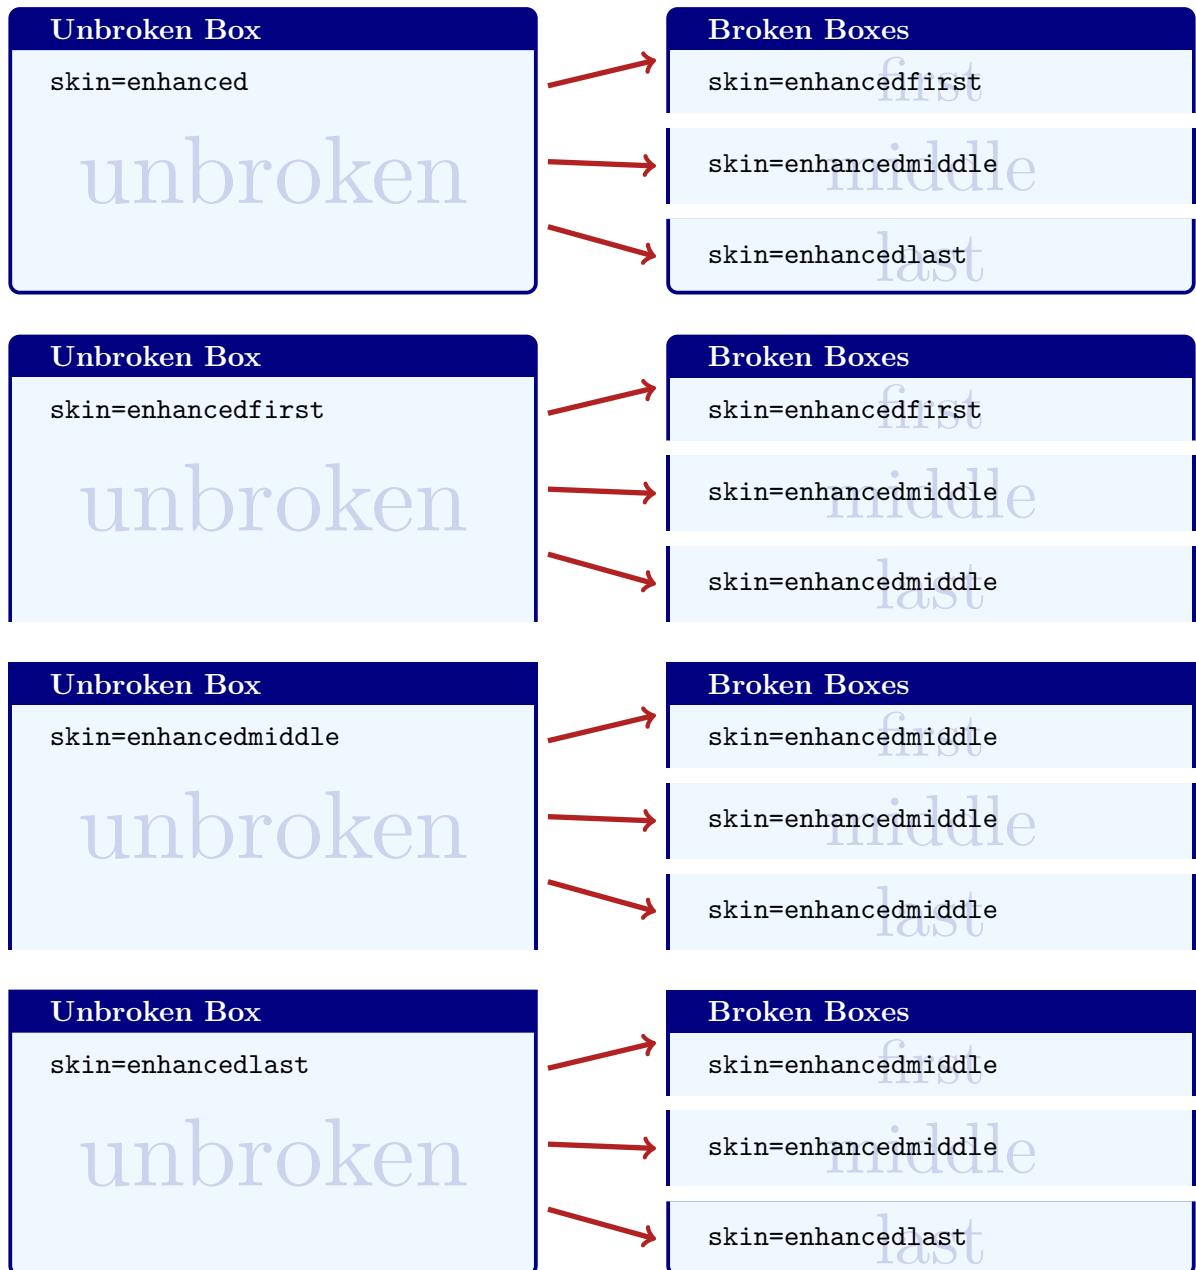 Unbroken Box
skin=enhanced
unbroken
Broken Boxes
first
skin=enhancedfirst
middle
skin=enhancedmiddle
last
skin=enhancedlast
Unbroken Box
skin=enhancedfirst
unbroken
Broken Boxes
first
skin=enhancedfirst
middle
skin=enhancedmiddle
last
skin=enhancedmiddle
Unbroken Box
skin=enhancedmiddle
unbroken
Broken Boxes
first
skin=enhancedmiddle
middle
skin=enhancedmiddle
last
skin=enhancedmiddle
Unbroken Box
skin=enhancedlast
unbroken
Broken Boxes
first
skin=enhancedmiddle
middle
skin=enhancedmiddle
last
skin=enhancedlast